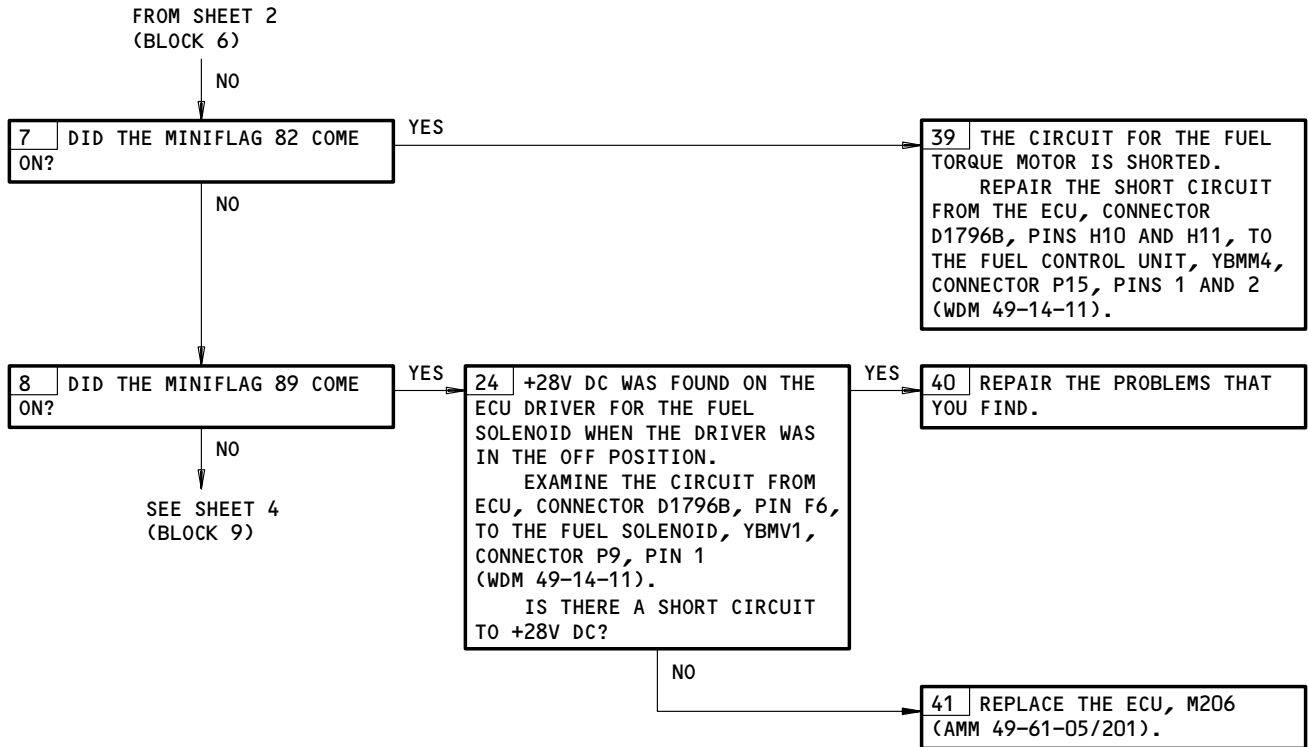 FROM SHEET 2
(BLOCK 6)
NO
7 DID THE MINIFLAG 82 COME
ON?
YES
39 THE CIRCUIT FOR THE FUEL
TORQUE MOTOR IS SHORTED.
REPAIR THE SHORT CIRCUIT
FROM THE ECU, CONNECTOR
D1796B, PINS H10 AND H11, TO
THE FUEL CONTROL UNIT, YBMM4,
CONNECTOR P15, PINS 1 AND 2
(WDM 49-14-11).
NO
8 DID THE MINIFLAG 89 COME
ON?
YES
24 +28V DC WAS FOUND ON THE
ECU DRIVER FOR THE FUEL
SOLENOID WHEN THE DRIVER WAS
IN THE OFF POSITION.
EXAMINE THE CIRCUIT FROM
ECU, CONNECTOR D1796B, PIN F6,
TO THE FUEL SOLENOID, YBMV1,
CONNECTOR P9, PIN 1
(WDM 49-14-11).
IS THERE A SHORT CIRCUIT
TO +28V DC?
YES
40 REPAIR THE PROBLEMS THAT
YOU FIND.
NO
SEE SHEET 4
(BLOCK 9)
NO
41 REPLACE THE ECU, M206
(AMM 49-61-05/201).